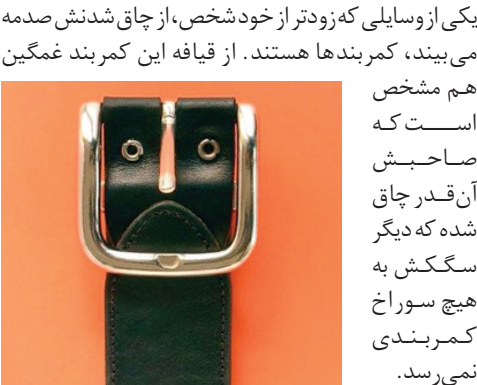 یکی از وسایلی که زودتر از خود شخص، از چاق شدنش صدمه
می‌بیند، کمربندها هستند. از قیافه این کمربند غمگین
هم مشخص
است که
صاحبش
آن‌قدر چاق
شده که دیگر
سگکش به
هیچ سوراخ
کمربندی
نمی‌رسد.